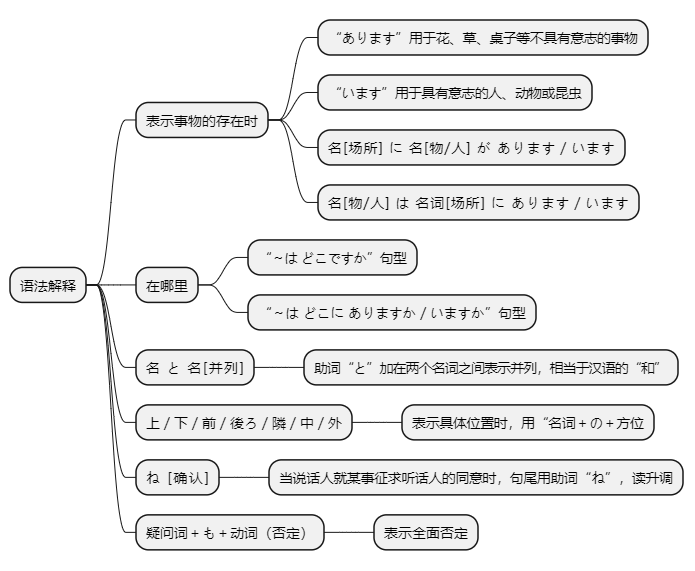 语法解释
表示事物的存在时
“あります”用于花、草、桌子等不具有意志的事物
“います”用于具有意志的人、动物或昆虫
名[场所] に 名[物/人] が あります / います
名[物/人] は 名词[场所] に あります / います
在哪里
“~は どこですか”句型
“~は どこに ありますか / いますか”句型
名 と 名[并列]
助词“と”加在两个名词之间表示并列，相当于汉语的“和”
上 / 下 / 前 / 後ろ / 隣 / 中 / 外
表示具体位置时，用“名词 + の + 方位
ね [确认]
当说话人就某事征求听话人的同意时，句尾用助词“ね”，读升调
疑问词 + も + 动词（否定）
表示全面否定